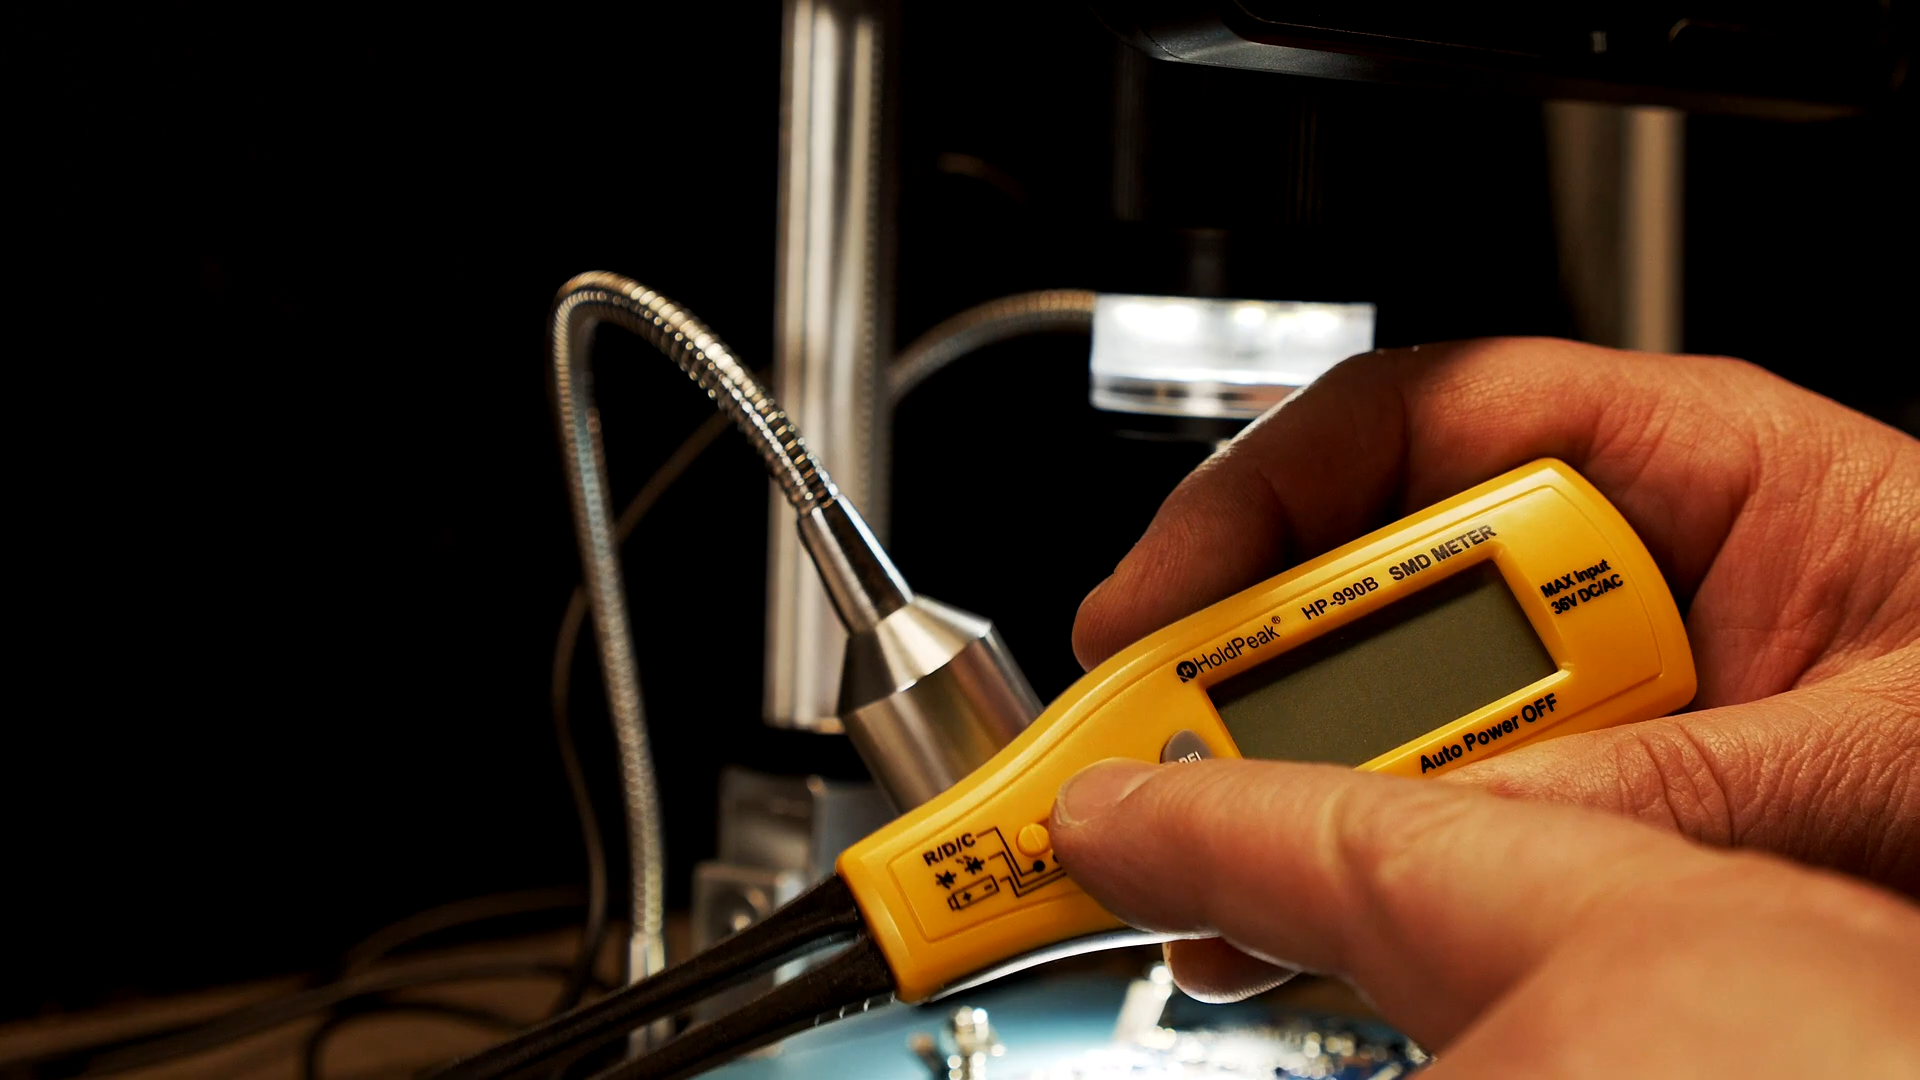 HoldPeak® HP-990B SMD METER
MAX Input
36V DC/AC
Auto Power OFF
R/D/C